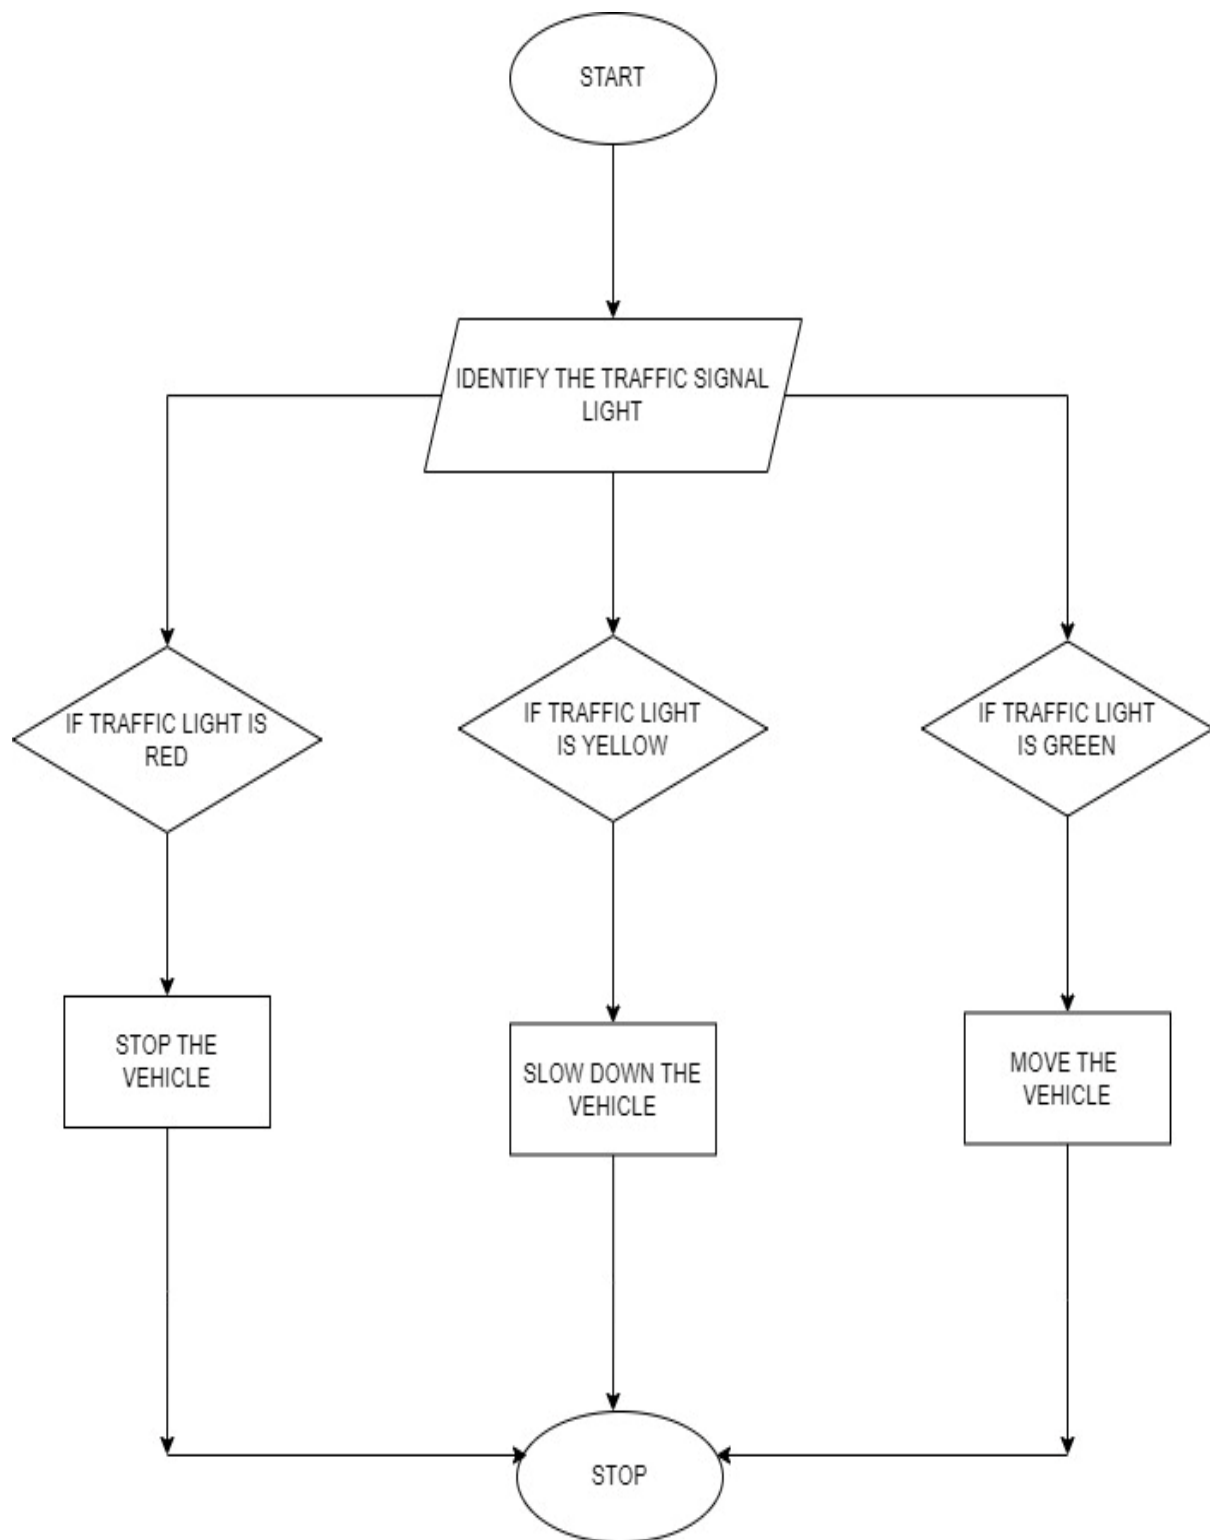 START
IDENTIFY THE TRAFFIC SIGNAL
LIGHT
IF TRAFFIC LIGHT IS
RED
IF TRAFFIC LIGHT
IS YELLOW
IF TRAFFIC LIGHT
IS GREEN
STOP THE
VEHICLE
SLOW DOWN THE
VEHICLE
MOVE THE
VEHICLE
STOP